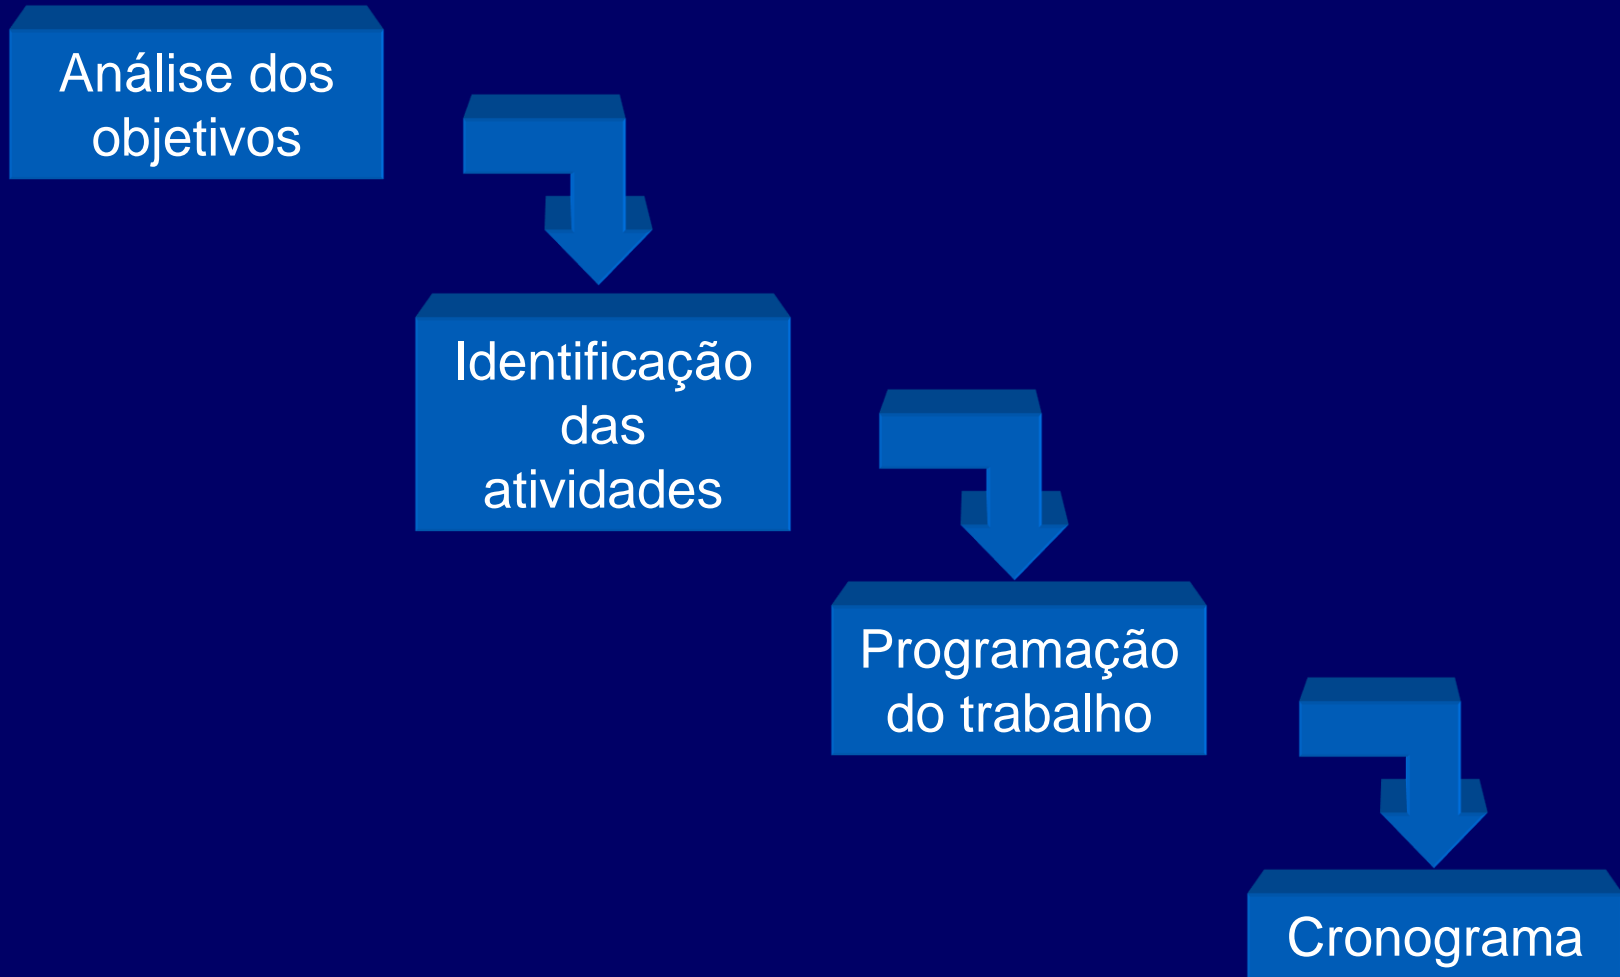 Análise dos
objetivos
Identificação
das
atividades
Programação
do trabalho
Cronograma